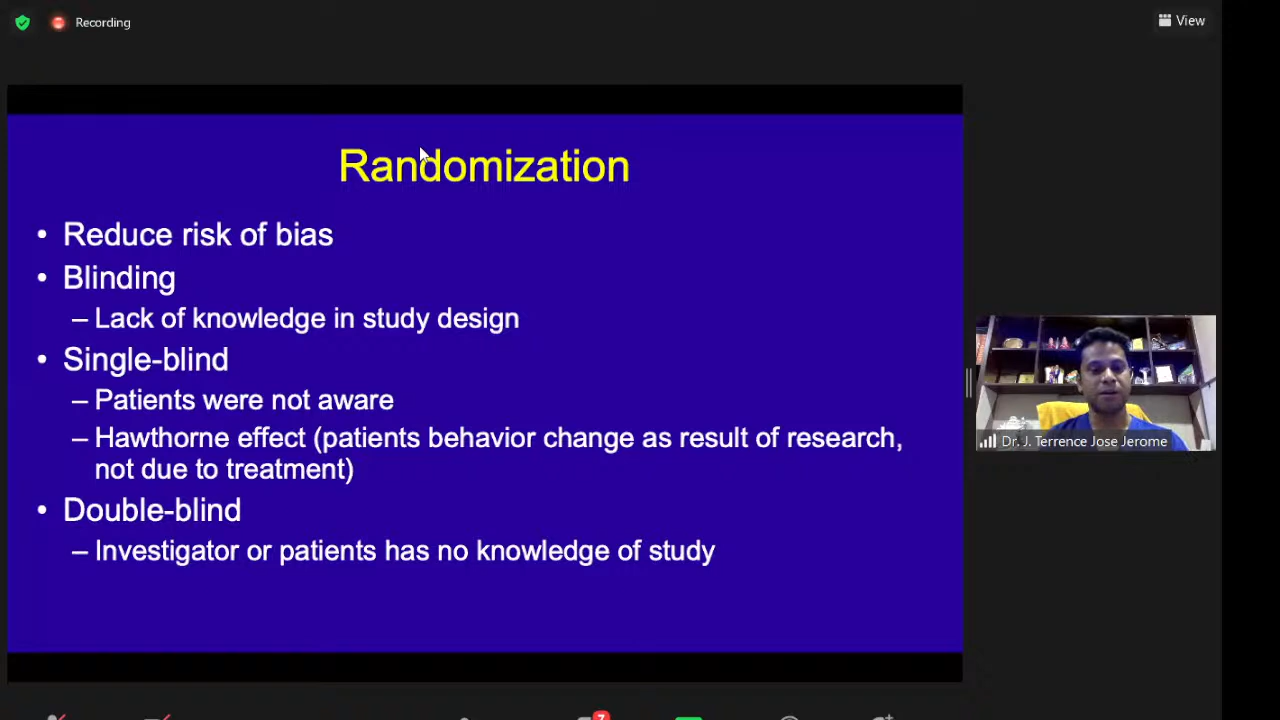 Recording
View
Randomization
• Reduce risk of bias
• Blinding
– Lack of knowledge in study design
• Single-blind
– Patients were not aware
– Hawthorne effect (patients behavior change as result of research,
not due to treatment)
• Double-blind
– Investigator or patients has no knowledge of study
Dr. J. Terrence Jose Jerome
7